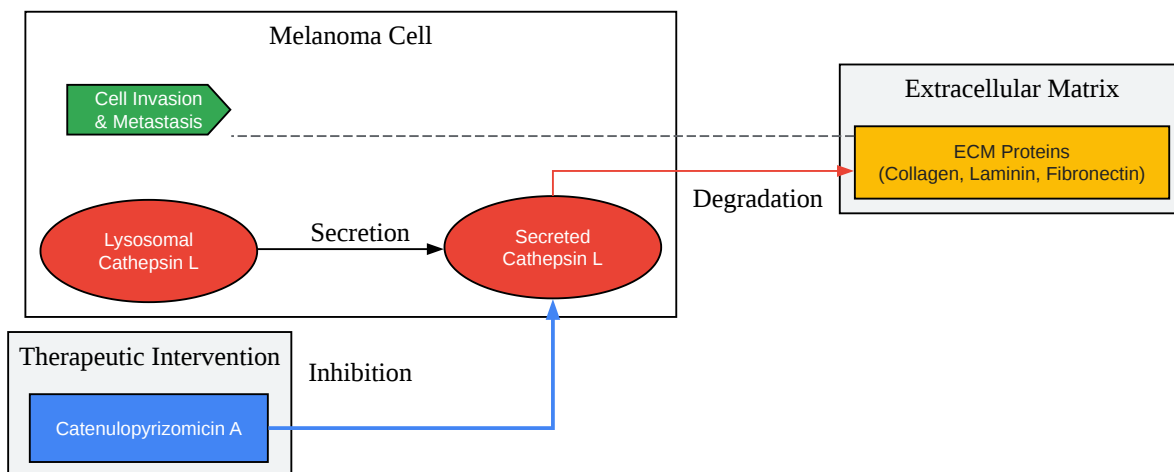 Melanoma Cell
Cell Invasion
& Metastasis
Extracellular Matrix
ECM Proteins
(Collagen, Laminin, Fibronectin)
Degradation
Lysosomal
Cathepsin L
Secretion
Secreted
Cathepsin L
Therapeutic Intervention
Inhibition
Catenulopyrizomicin A